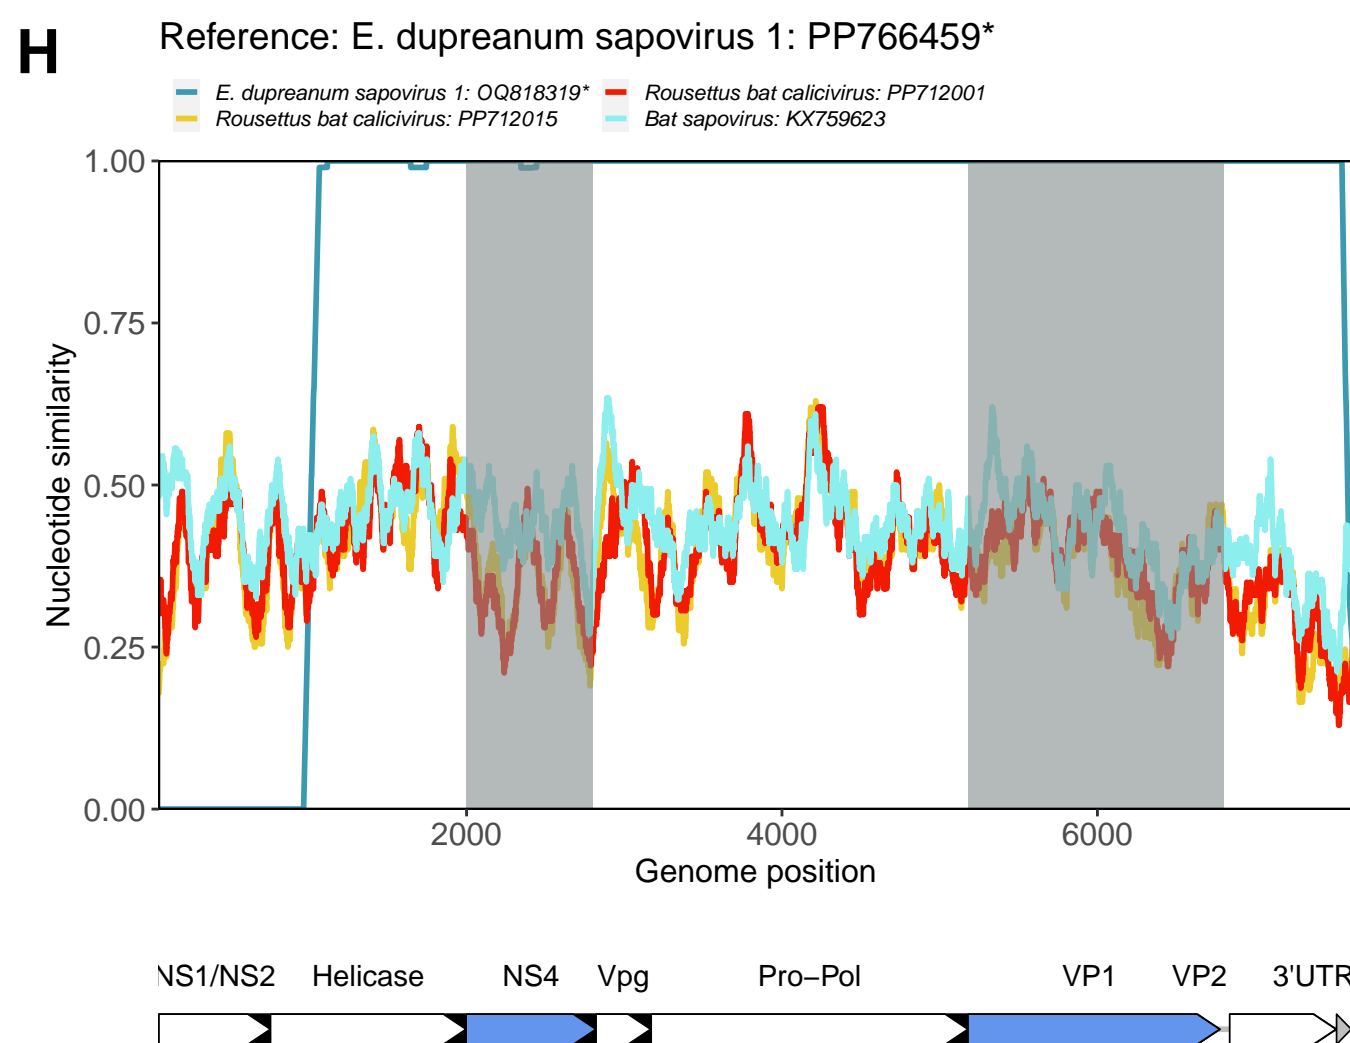 H
Reference: E. dupreanum sapovirus 1: PP766459*
E. dupreanum sapovirus 1: OQ818319* Rousettus bat calicivirus: PP712001
Rousettus bat calicivirus: PP712015 Bat sapovirus: KX759623
1.00
0.75
0.50
0.25
0.00
Nucleotide similarity
2000 4000 6000
Genome position
NS1/NS2 Helicase NS4 Vpg Pro−Pol VP1 VP2 3'UTR